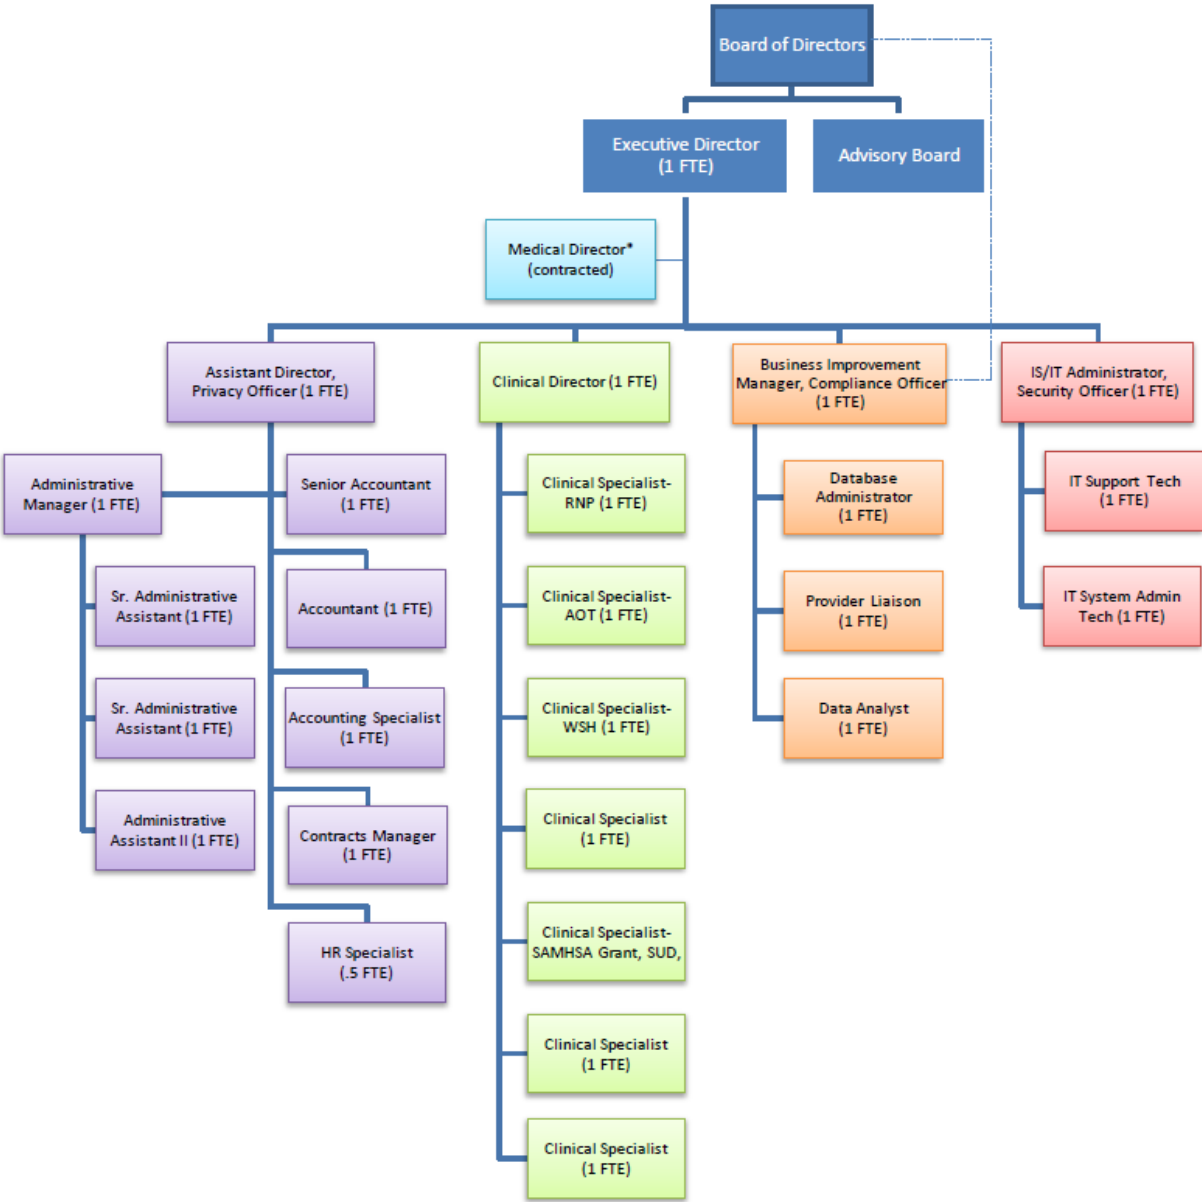 Board of Directors
Executive Director
(1 FTE)
Advisory Board
Medical Director*
(contracted)
Assistant Director,
Privacy Officer (1 FTE)
Clinical Director (1 FTE)
Business Improvement
Manager, Compliance Officer
(1 FTE)
IS/IT Administrator,
Security Officer (1 FTE)
Administrative
Manager (1 FTE)
Sr. Administrative
Assistant (1 FTE)
Sr. Administrative
Assistant (1 FTE)
Administrative
Assistant II (1 FTE)
Senior Accountant
(1 FTE)
Accountant (1 FTE)
Accounting Specialist
(1 FTE)
Contracts Manager
(1 FTE)
HR Specialist
(.5 FTE)
Clinical Specialist-
RNP (1 FTE)
Clinical Specialist-
AOT (1 FTE)
Clinical Specialist-
WSH (1 FTE)
Clinical Specialist
(1 FTE)
Clinical Specialist-
SAMHSA Grant, SUD,
Clinical Specialist
(1 FTE)
Clinical Specialist
(1 FTE)
Database
Administrator
(1 FTE)
Provider Liaison
(1 FTE)
Data Analyst
(1 FTE)
IT Support Tech
(1 FTE)
IT System Admin
Tech (1 FTE)